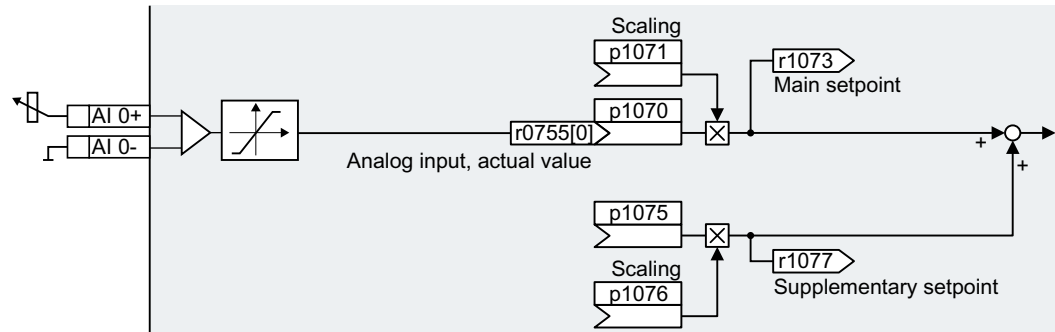 Scaling
p1071
r1073
Main setpoint
AI 0+
p1070
r0755[0]
AI 0-
Analog input, actual value
+
+
p1075
r1077
Scaling
Supplementary setpoint
p1076